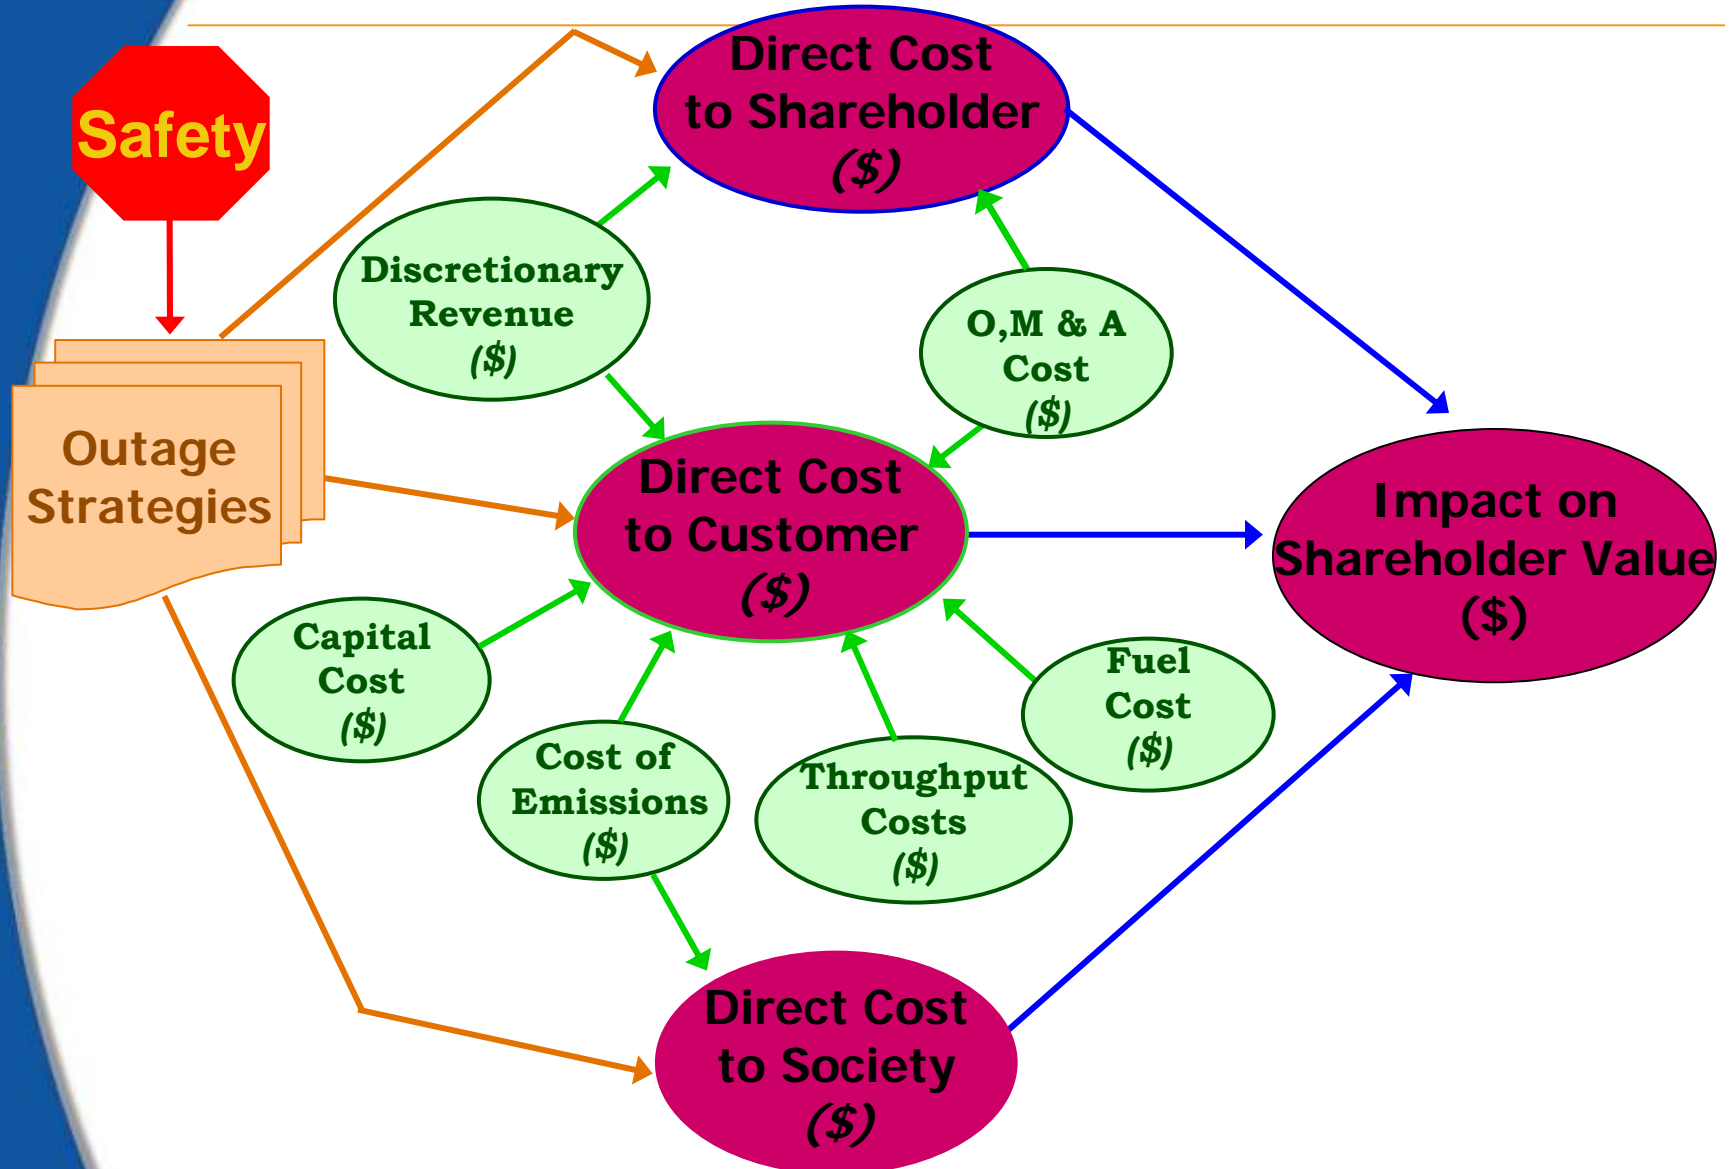 Direct Cost
to Shareholder
($)
Safety
Discretionary
Revenue
($)
O,M & A
Cost
($)
Outage
Strategies
Direct Cost
to Customer
($)
Impact on
Shareholder Value
($)
Capital
Cost
($)
Fuel
Cost
($)
Cost of
Emissions
($)
Throughput
Costs
($)
Direct Cost
to Society
($)